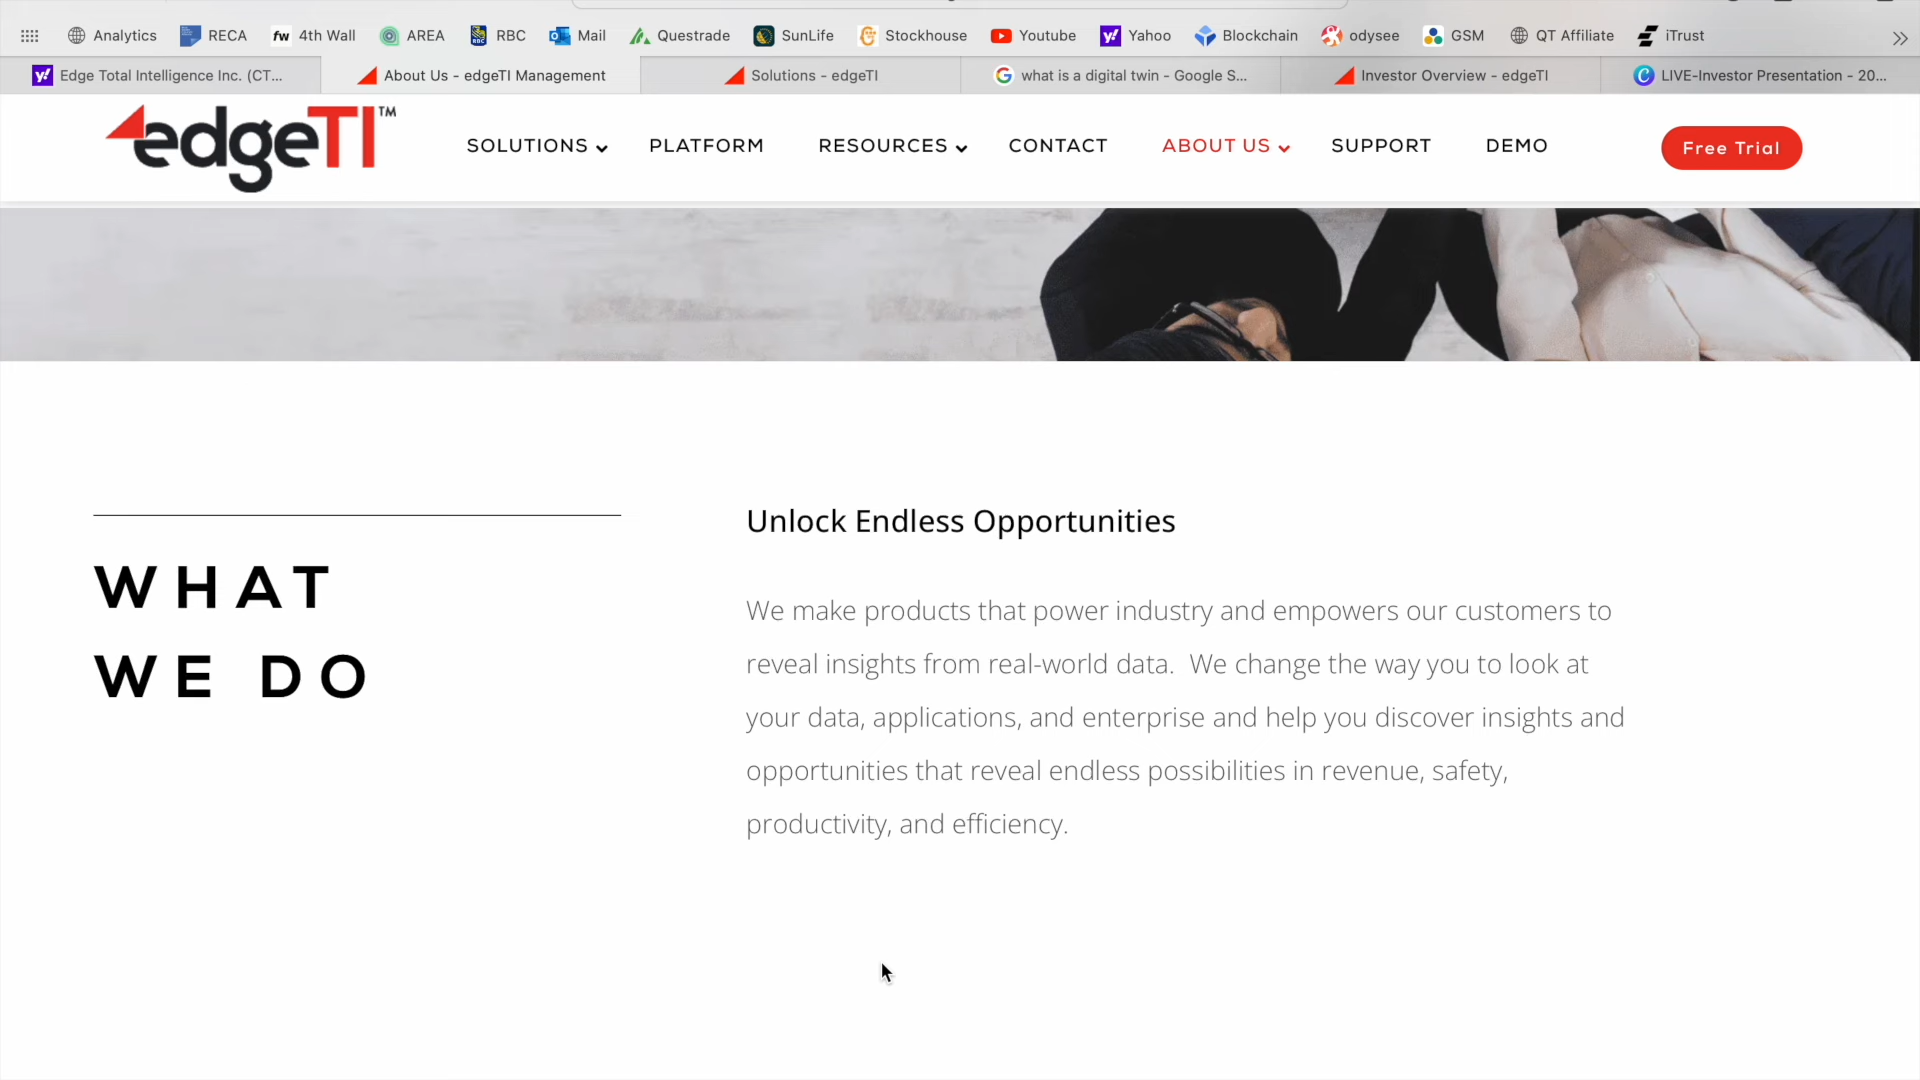 Analytics RECA fw 4th Wall AREA RBC Mail Questrade SunLife Stockhouse Youtube y! Yahoo Blockchain odysee GSM QT Affiliate iTrust
y! Edge Total Intelligence Inc. (CT... About Us - edgeTI Management Solutions - edgeTI G what is a digital twin - Google S... Investor Overview - edgeTI C LIVE-Investor Presentation - 20...
edgeTI™ SOLUTIONS PLATFORM RESOURCES CONTACT ABOUT US SUPPORT DEMO Free Trial
WHAT
WE DO
Unlock Endless Opportunities
We make products that power industry and empowers our customers to
reveal insights from real-world data.  We change the way you to look at
your data, applications, and enterprise and help you discover insights and
opportunities that reveal endless possibilities in revenue, safety,
productivity, and efficiency.